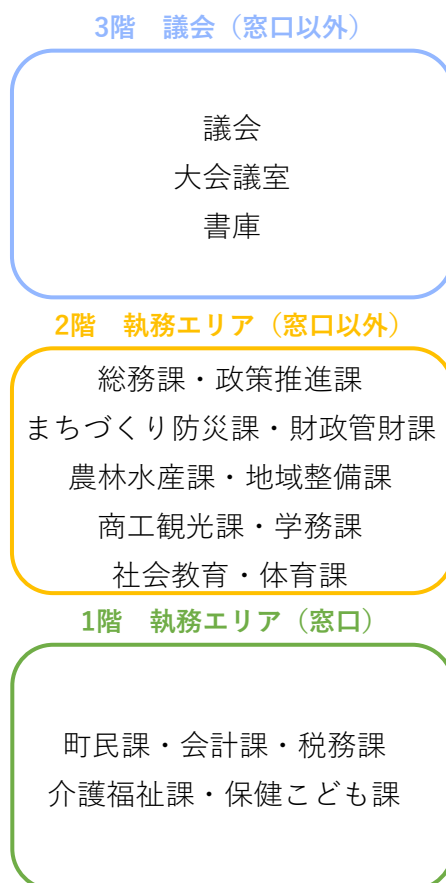 3階　議会（窓口以外）
議会
大会議室
書庫
2階　執務エリア（窓口以外）
総務課・政策推進課
まちづくり防災課・財政管財課
農林水産課・地域整備課
商工観光課・学務課
社会教育・体育課
1階　執務エリア（窓口）
町民課・会計課・税務課
介護福祉課・保健こども課